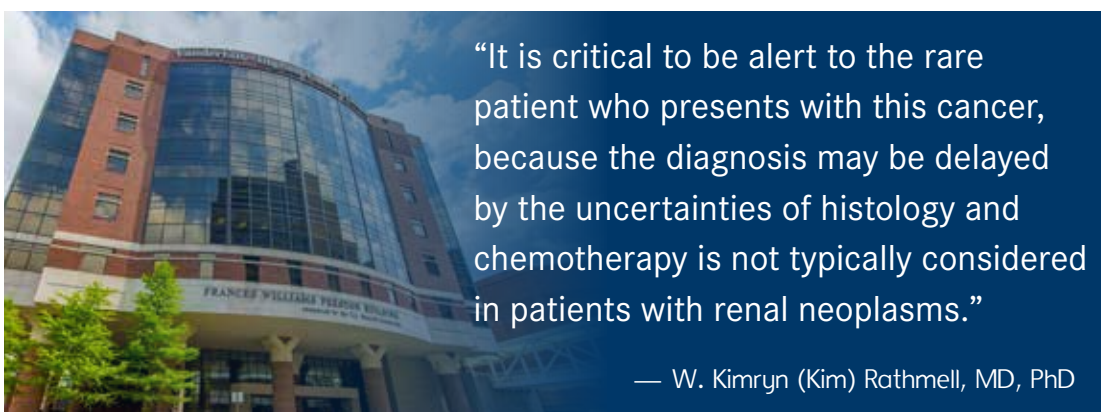 “It is critical to be alert to the rare
patient who presents with this cancer,
because the diagnosis may be delayed
by the uncertainties of histology and
chemotherapy is not typically considered
in patients with renal neoplasms.”
— W. Kimryn (Kim) Rathmell, MD, PhD
FRANCES WILLIAMS PRESTON BUILDING